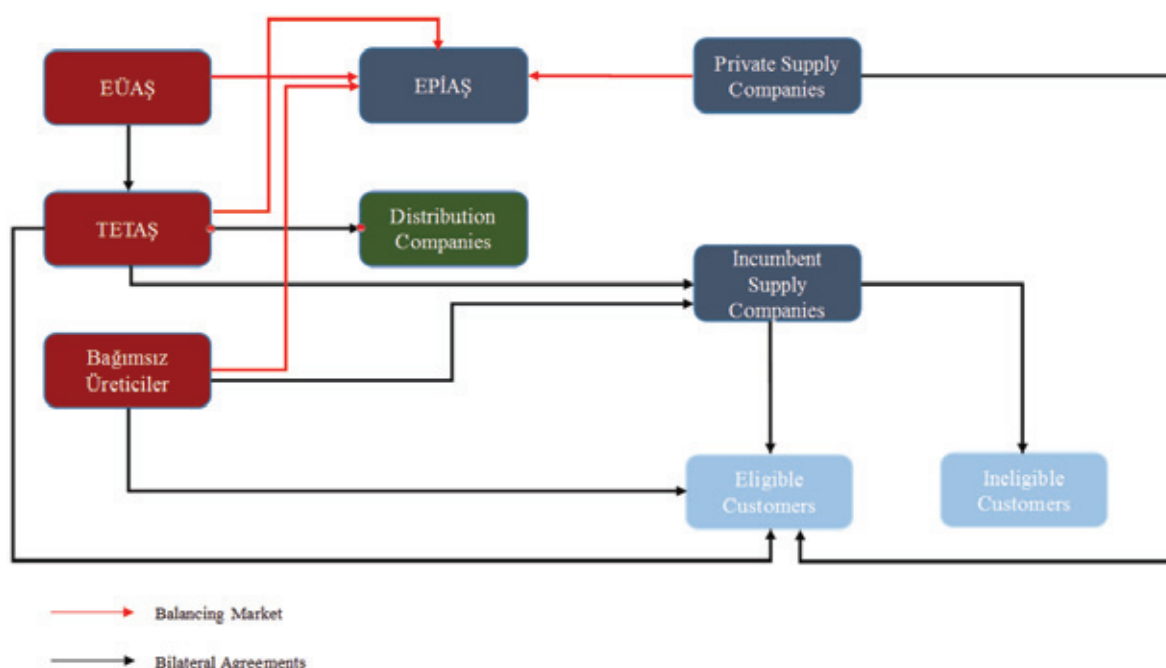 EÜAŞ
EPİAŞ
Private Supply
Companies
TETAŞ
Distribution
Companies
Incumbent
Supply
Companies
Bağımsız
Üreticiler
Eligible
Customers
Ineligible
Customers
Balancing Market
Bilateral Agreements